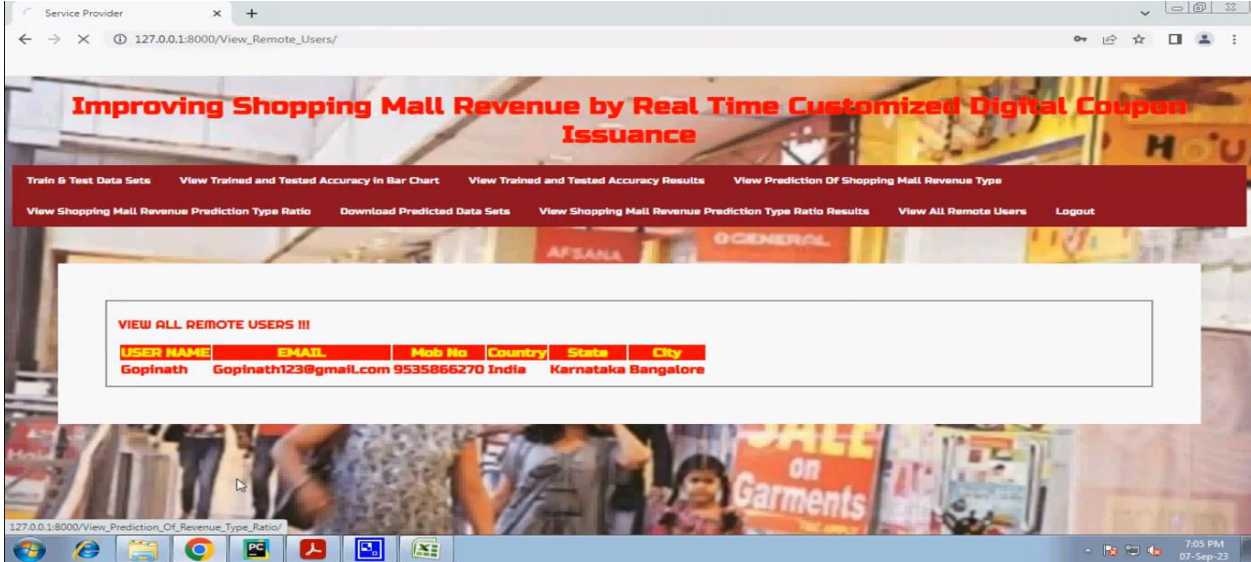 Service Provider
127.0.0.1:8000/View_Remote_Users/
Improving Shopping Mall Revenue by Real Time Customized Digital Coupon
Issuance
Train & Test Data Sets View Trained and Tested Accuracy in Bar Chart View Trained and Tested Accuracy Results View Prediction Of Shopping Mall Revenue Type
View Shopping Mall Revenue Prediction Type Ratio Download Predicted Data Sets View Shopping Mall Revenue Prediction Type Ratio Results View All Remote Users Logout
AFSANA
OGENERAL
VIEW ALL REMOTE USERS !!!
USER NAME EMAIL Mob No Country State City
Gopinath Gopinath123@gmail.com 9535866270 India Karnataka Bangalore
SALE
on
Garments
127.0.0.1:8000/View_Prediction_Of_Revenue_Type_Ratio/
PC
7:05 PM
07-Sep-23